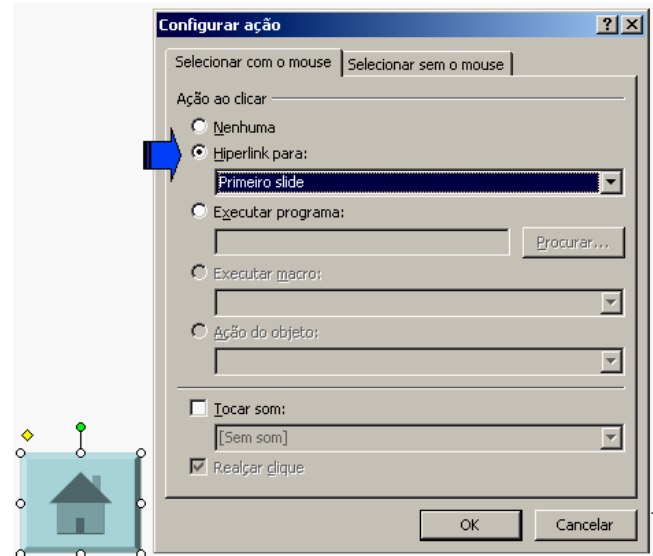 Configurar ação
Selecionar com o mouse Selecionar sem o mouse
Ação ao clicar
Nenhuma
Hiperlink para:
Primeiro slide
Executar programa:
Procurar...
Executar macro:
Ação do objeto:
Tocar som:
[Sem som]
Realçar clique
OK Cancelar